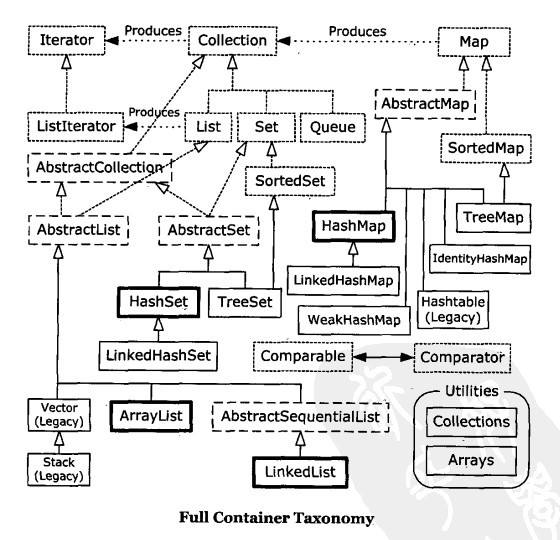 Iterator
Produces
Collection
Produces
Map
AbstractMap
ListIterator
Produces
List
Set
Queue
SortedMap
AbstractCollection
SortedSet
AbstractList
AbstractSet
HashMap
TreeMap
IdentityHashMap
LinkedHashMap
HashSet
TreeSet
WeakHashMap
Hashtable
(Legacy)
LinkedHashSet
Comparable
Comparator
Utilities
Vector
(Legacy)
ArrayList
AbstractSequentialList
Collections
Stack
(Legacy)
LinkedList
Arrays
Full Container Taxonomy